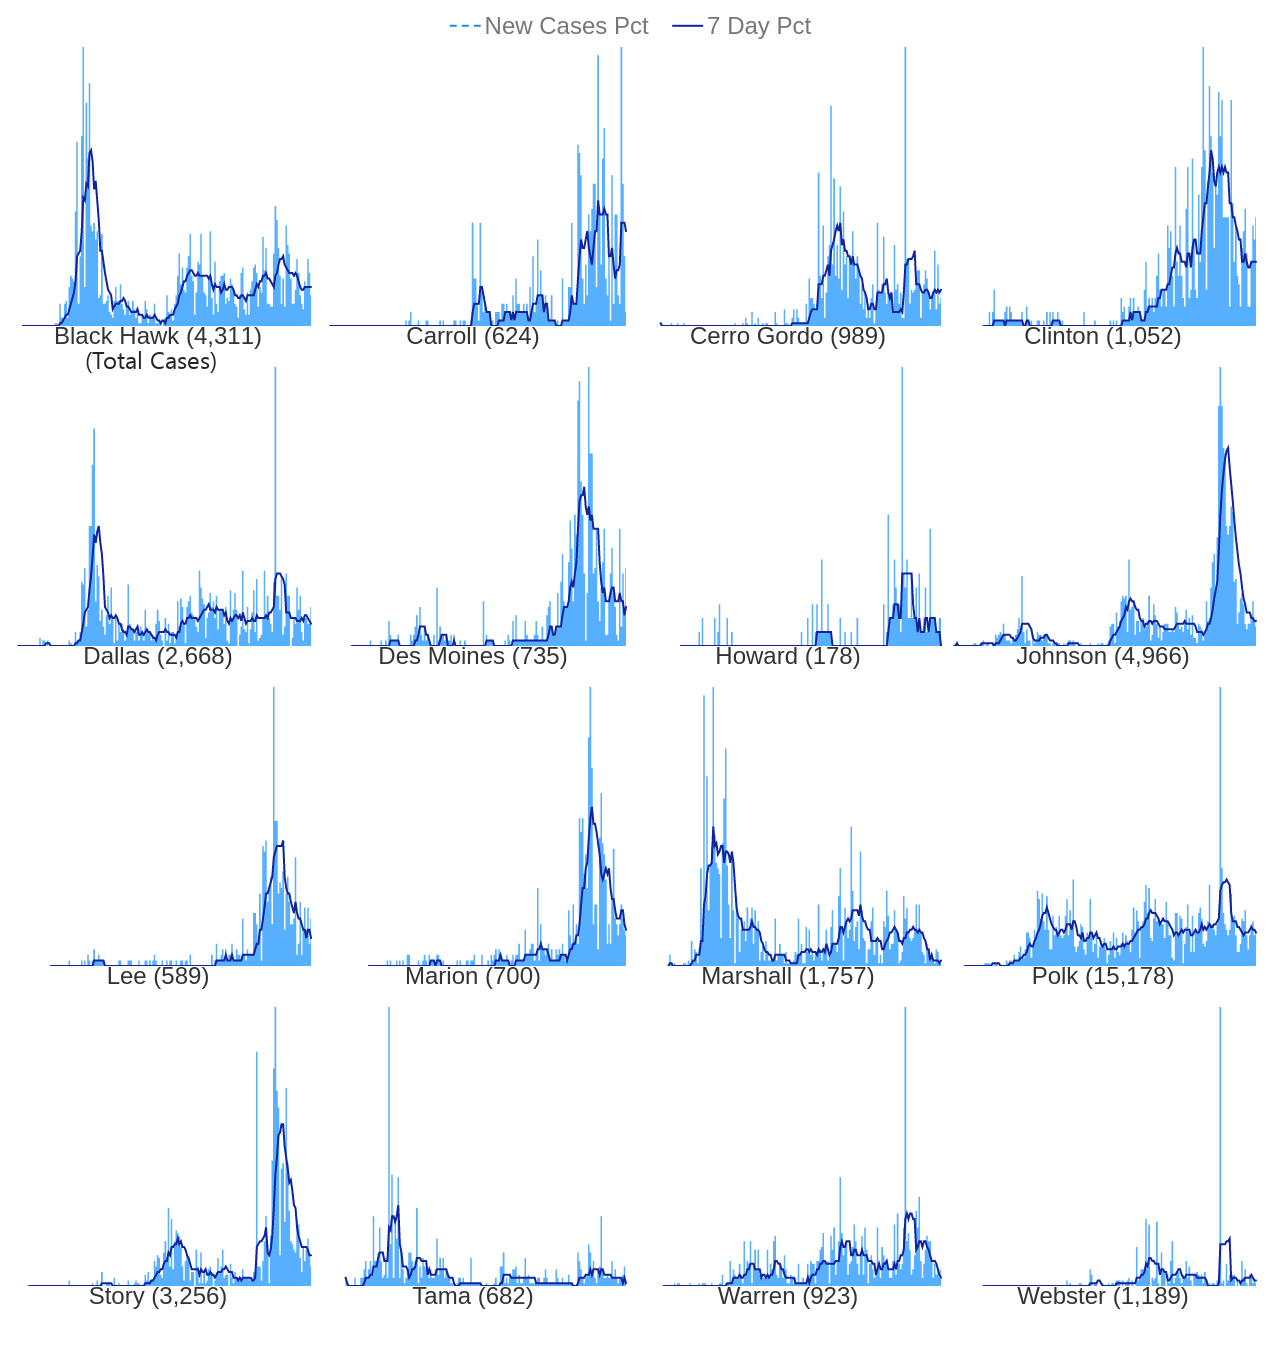 New Cases Pct 7 Day Pct
Black Hawk (4,311) Carroll (624) Cerro Gordo (989) Clinton (1,052)
(Total Cases)
Dallas (2,668) Des Moines (735) Howard (178) Johnson (4,966)
Lee (589) Marion (700) Marshall (1,757) Polk (15,178)
Story (3,256) Tama (682) Warren (923) Webster (1,189)